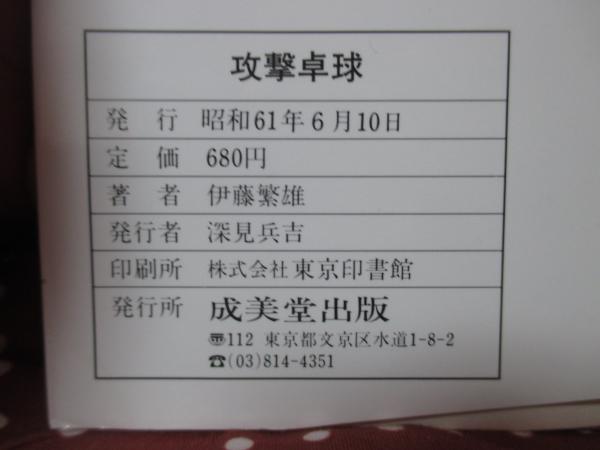 攻撃卓球
発 行 昭和61年6月10日
定 価 680円
著 者 伊藤繁雄
発行者 深見兵吉
印刷所 株式会社 東京印書館
発行所 成美堂出版
〠112 東京都文京区水道1-8-2
☎(03)814-4351